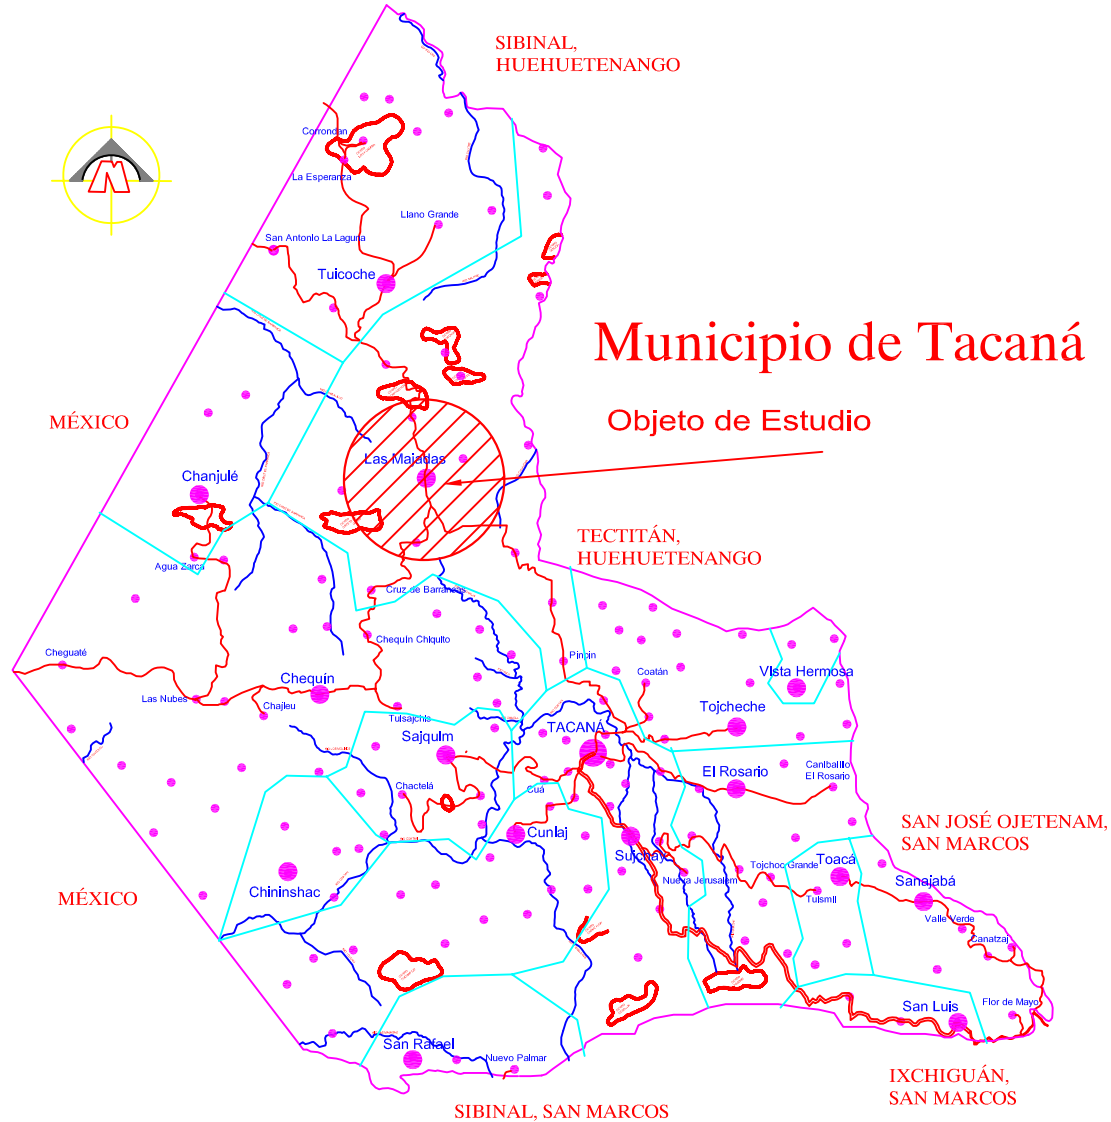 SIBINAL,
HUEHUETENANGO
Corrondan
La Esperanza
Llano Grande
San Antonio La Laguna
Tuicoche
Municipio de Tacaná
MÉXICO
Objeto de Estudio
Las Majadas
Chanjulé
TECTITÁN,
HUEHUETENANGO
Agua Zarca
Cruz de Barrancas
Chequín Chiquito
Cheguaté
Pinpin
Coatán
Vista Hermosa
Chequín
Las Nubes
Chajleu
Tuisajchis
Tojcheche
TACANÁ
Sajquim
El Rosario
Canibalillo
El Rosario
Chactelá
Cuá
SAN JOSÉ OJETENAM,
SAN MARCOS
Cunlaj
Sujchay
Tojchoc Grande
Toacá
Chininshac
Nueva Jerusalem
Sanajabá
Tuismil
MÉXICO
Valle Verde
Canatzaj
San Luis
Flor de Mayo
San Rafael
Nuevo Palmar
IXCHIGUÁN,
SAN MARCOS
SIBINAL, SAN MARCOS